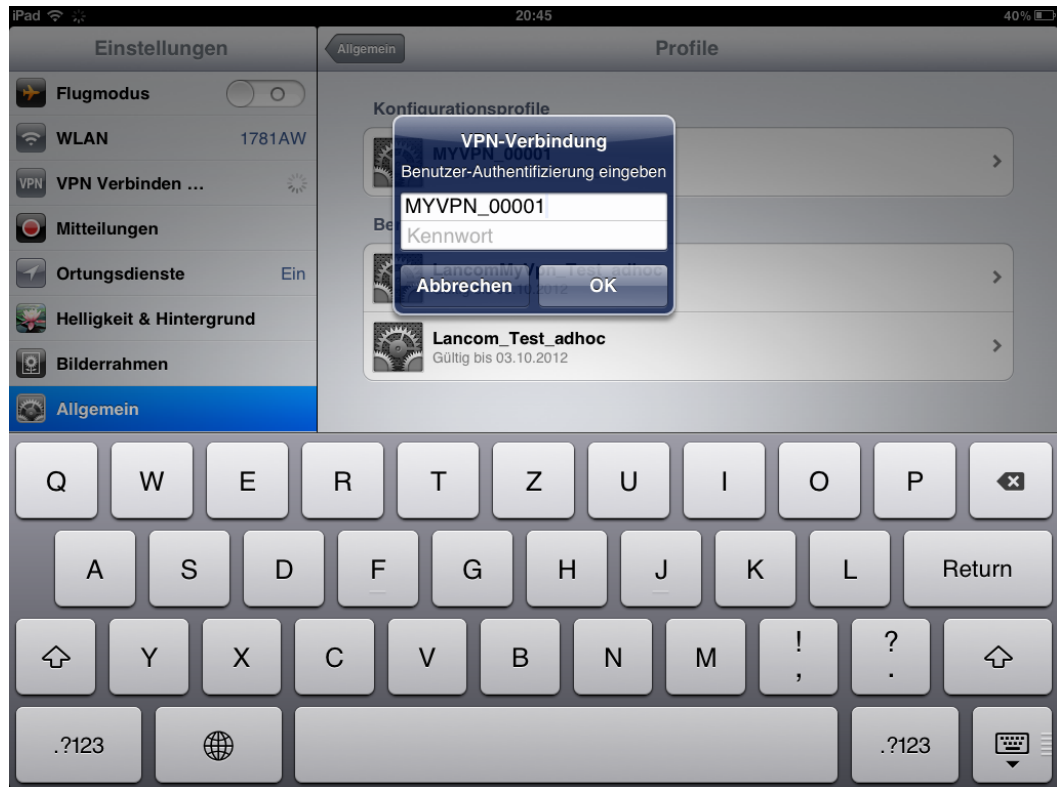 iPad 20:45 40%
Einstellungen Allgemein Profile
Flugmodus
WLAN 1781AW
VPN VPN Verbinden ...
Mitteilungen
Ortungsdienste Ein
Helligkeit & Hintergrund
Bilderrahmen
Allgemein
Konfigurationsprofile
MYVPN_00001
VPN-Verbindung
Benutzer-Authentifizierung eingeben
MYVPN_00001
Kennwort
Abbrechen OK
LancomMyVpn_Test_adhoc
Lancom_Test_adhoc
Gültig bis 03.10.2012
Q W E R T Z U I O P
A S D F G H J K L Return
Y X C V B N M ! , ? .
.?123 .?123